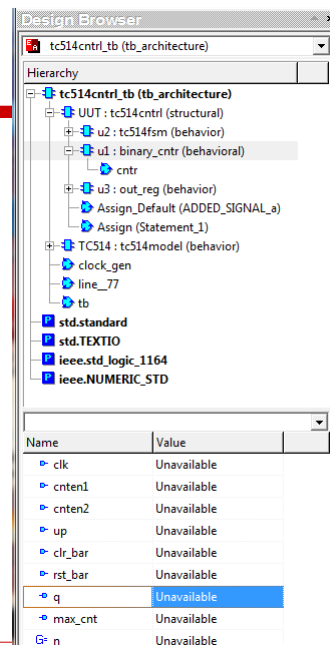 Design Browser
tc514cntrl_tb (tb_architecture)
Hierarchy
tc514cntrl_tb (tb_architecture)
UUT : tc514cntrl (structural)
u2 : tc514fsm (behavior)
u1 : binary_cntr (behavioral)
cntr
u3 : out_reg (behavior)
Assign_Default (ADDED_SIGNAL_a)
Assign (Statement_1)
TC514 : tc514model (behavior)
clock_gen
line__77
tb
std.standard
std.TEXTIO
ieee.std_logic_1164
ieee.NUMERIC_STD
Name Value
clk Unavailable
cnten1 Unavailable
cnten2 Unavailable
up Unavailable
clr_bar Unavailable
rst_bar Unavailable
q Unavailable
max_cnt Unavailable
G= n Unavailable